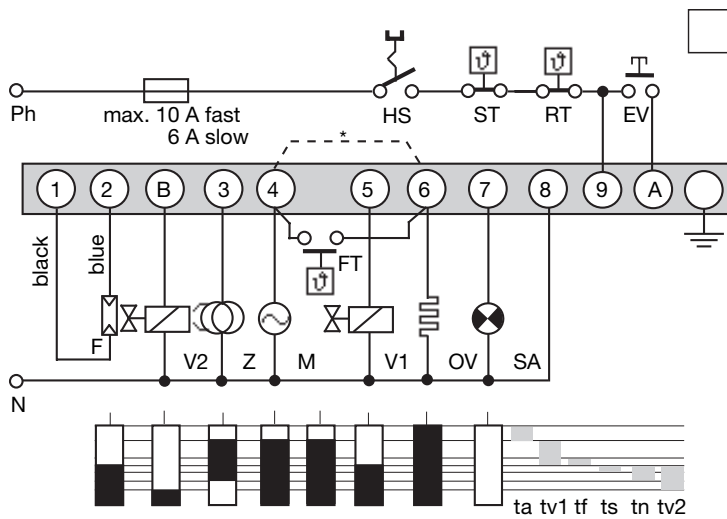 Ph
max. 10 A fast
6 A slow
HS
ϑ
ST
ϑ
RT
EV
*
1 2 B 3 4 5 6 7 8 9 A
black
blue
F
FT
ϑ
V2 Z M V1 OV SA
N
ta tv1 tf ts tn tv2